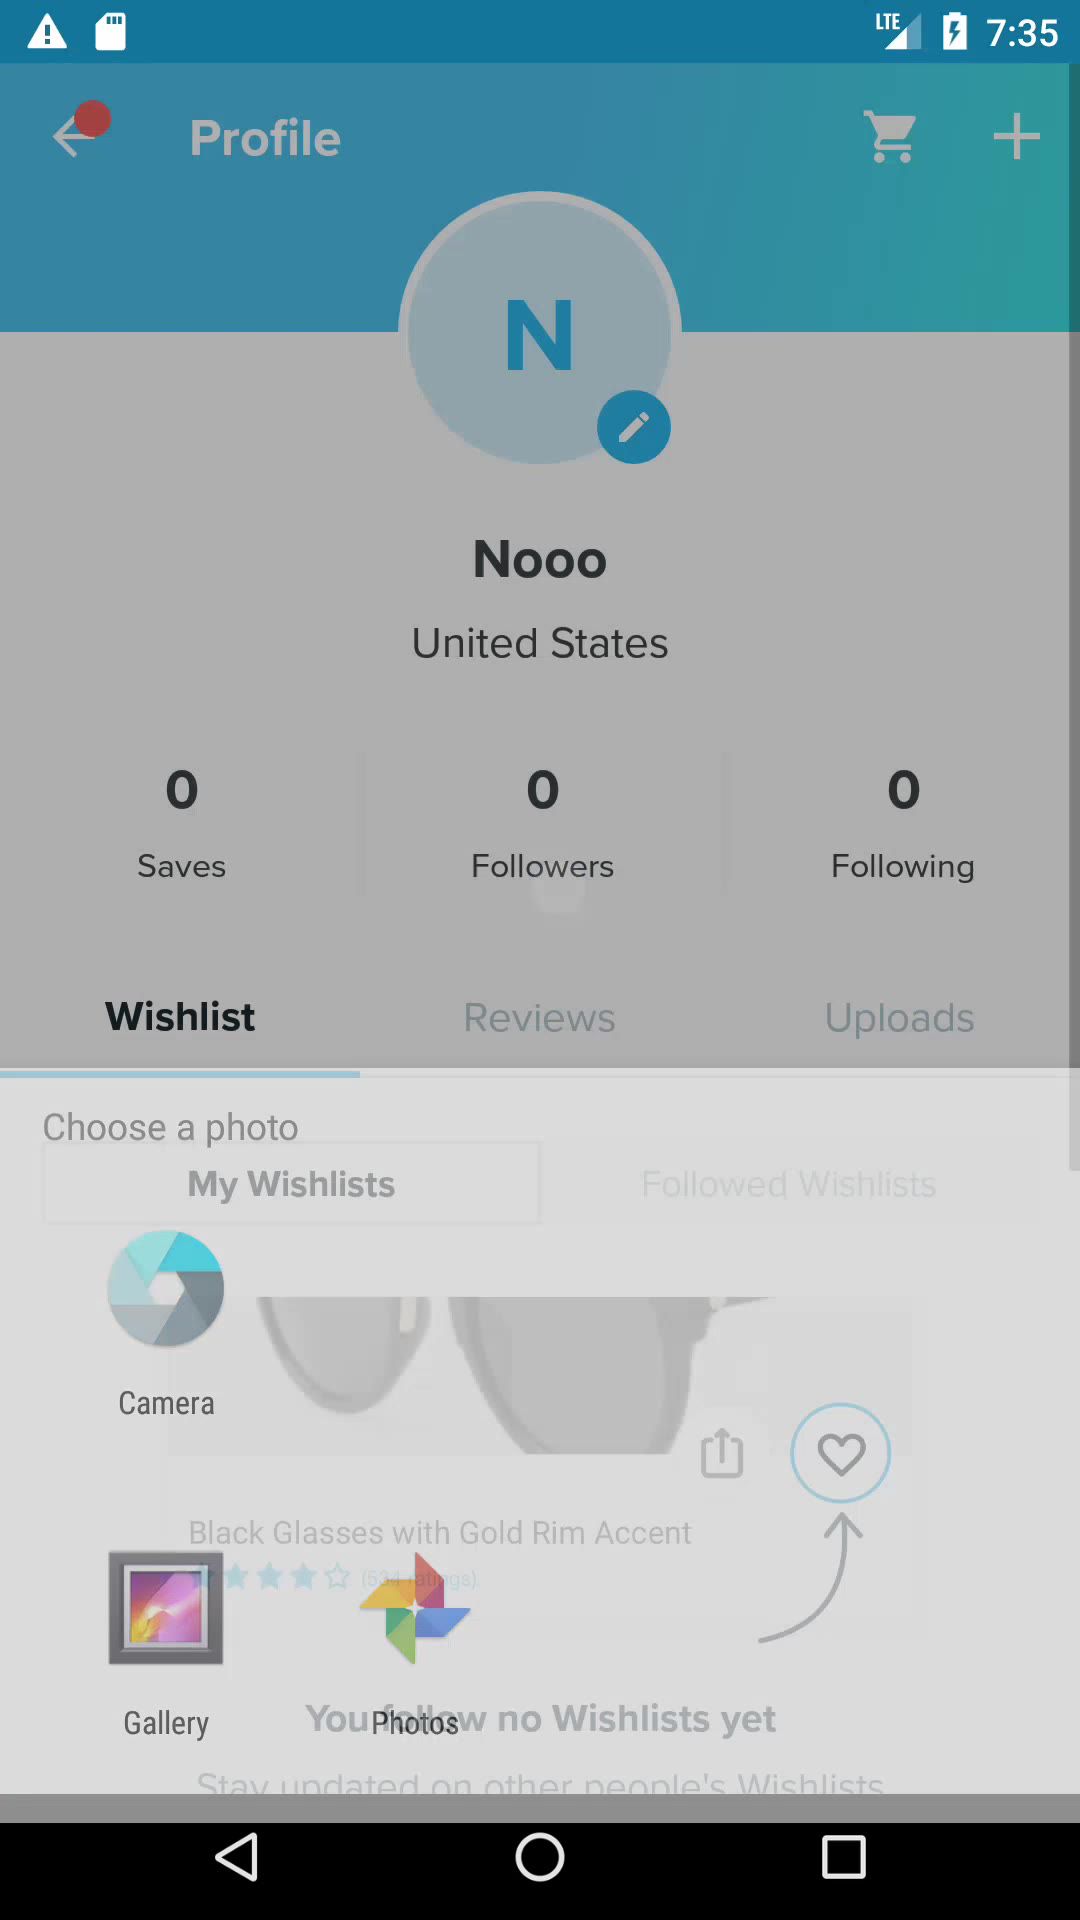 LTE 7:35
Profile
N
Nooo
United States
0 0 0
Saves Followers Following
Wishlist Reviews Uploads
Choose a photo
My Wishlists Followed Wishlists
Camera
Black Glasses with Gold Rim Accent
(534 ratings)
Gallery Photos
You follow no Wishlists yet
Stay updated on other people's Wishlists